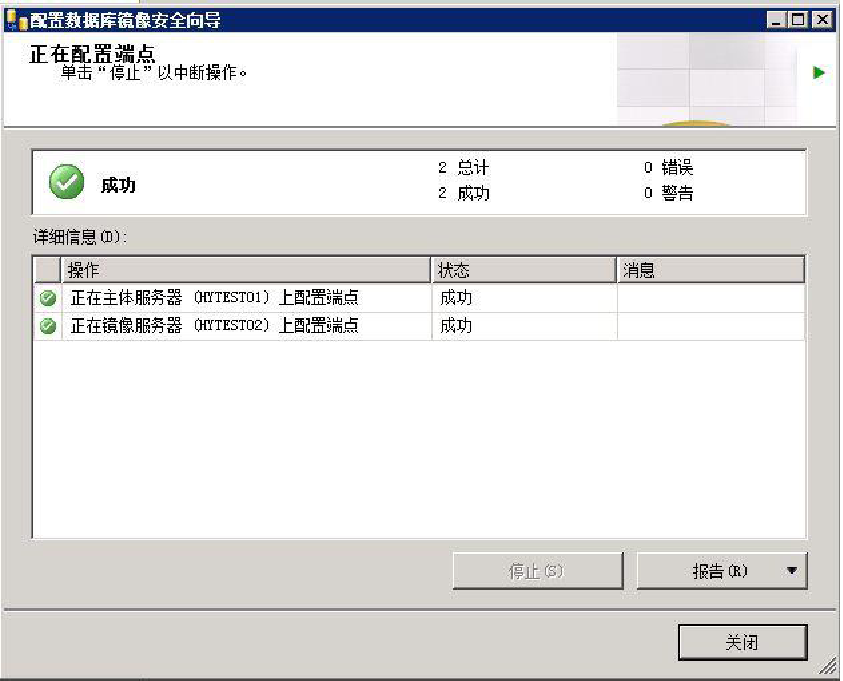 配置数据库镜像安全向导
正在配置端点
单击“停止”以中断操作。
成功
2 总计
0 错误
2 成功
0 警告
详细信息(D):
操作 状态 消息
正在主体服务器 (HYTEST01) 上配置端点 成功
正在镜像服务器 (HYTEST02) 上配置端点 成功
停止(S)
报告(R)
关闭